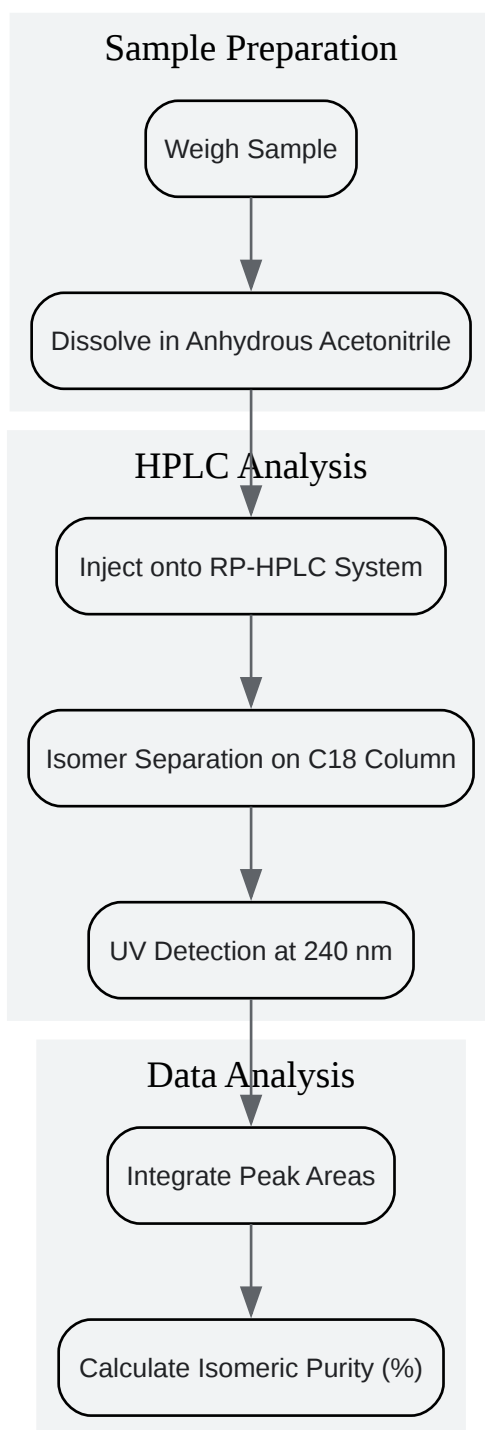 Sample Preparation
Weigh Sample
Dissolve in Anhydrous Acetonitrile
HPLC Analysis
Inject onto RP-HPLC System
Isomer Separation on C18 Column
UV Detection at 240 nm
Data Analysis
Integrate Peak Areas
Calculate Isomeric Purity (%)